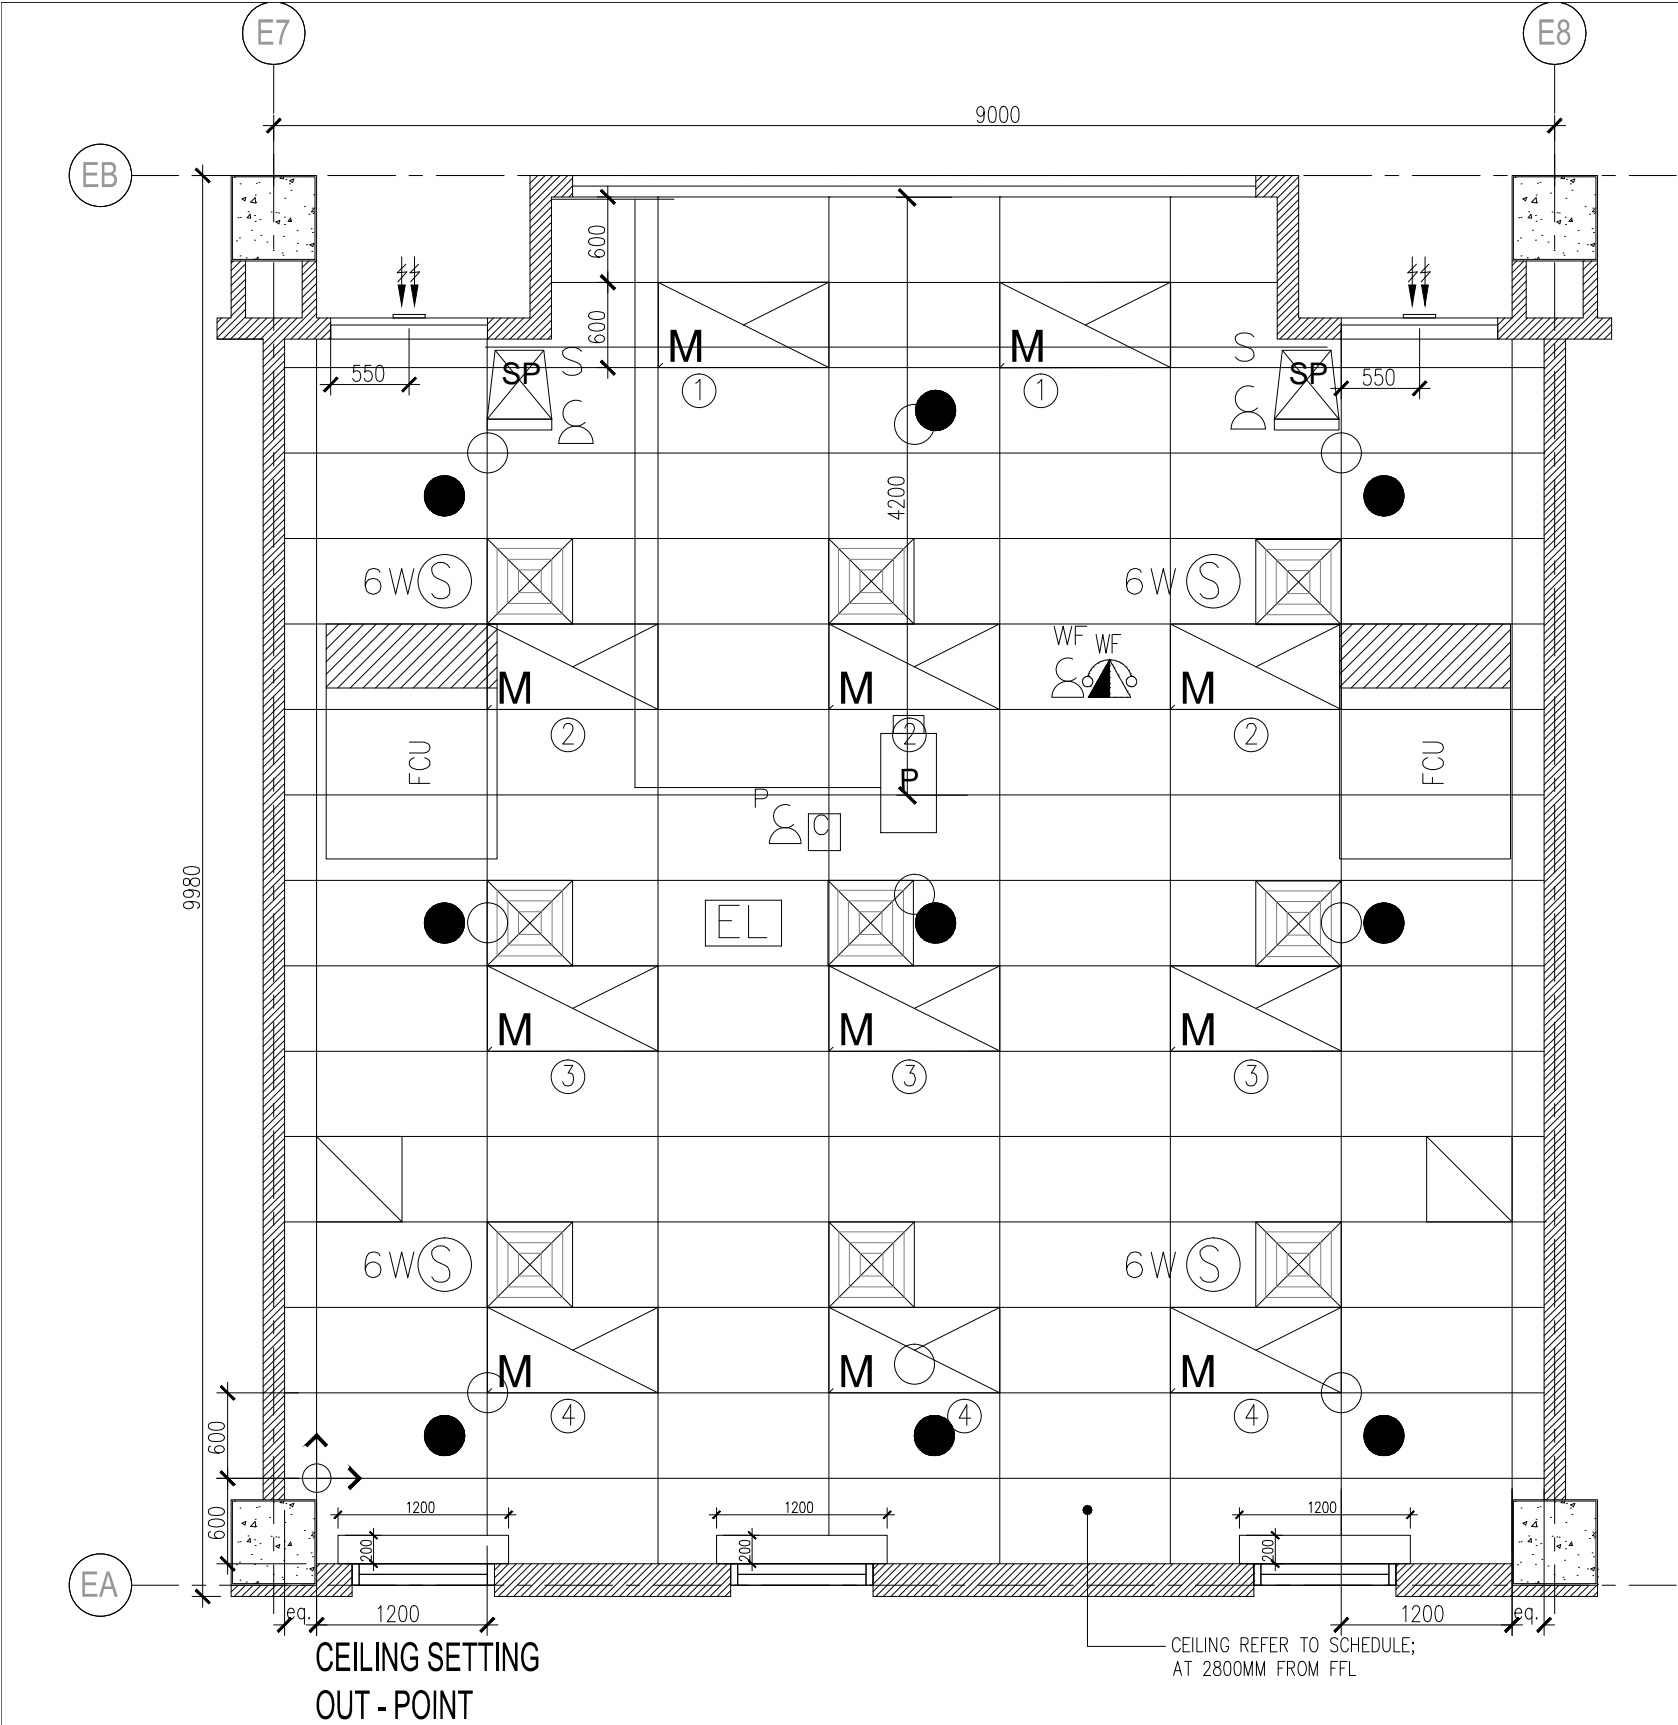 E7
E8
9000
EB
600
600
M
M
S
S
SP
SP
550
550
1
1
C
C
4200
6W S
6W S
WF
WF
C
M
M
M
2
2
2
FCU
FCU
P
P
C
C
9980
EL
M
M
M
3
3
3
6W S
6W S
M
M
M
4
4
4
600
600
1200
1200
1200
200
200
200
EA
eq.
1200
1200
eq.
CEILING SETTING
OUT - POINT
CEILING REFER TO SCHEDULE;
AT 2800MM FROM FFL